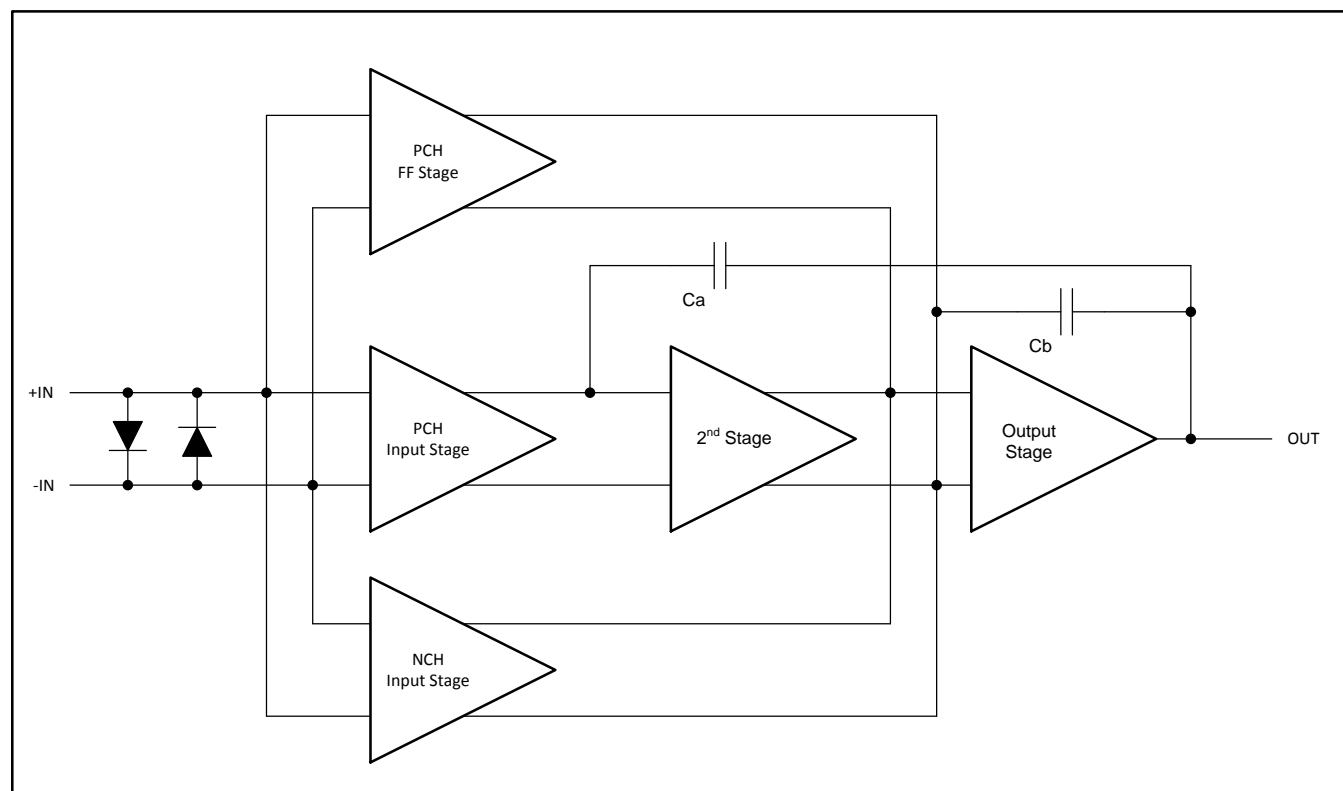 PCH
FF Stage
Ca
Cb
+IN
-IN
PCH
Input Stage
2nd Stage
Output
Stage
OUT
NCH
Input Stage